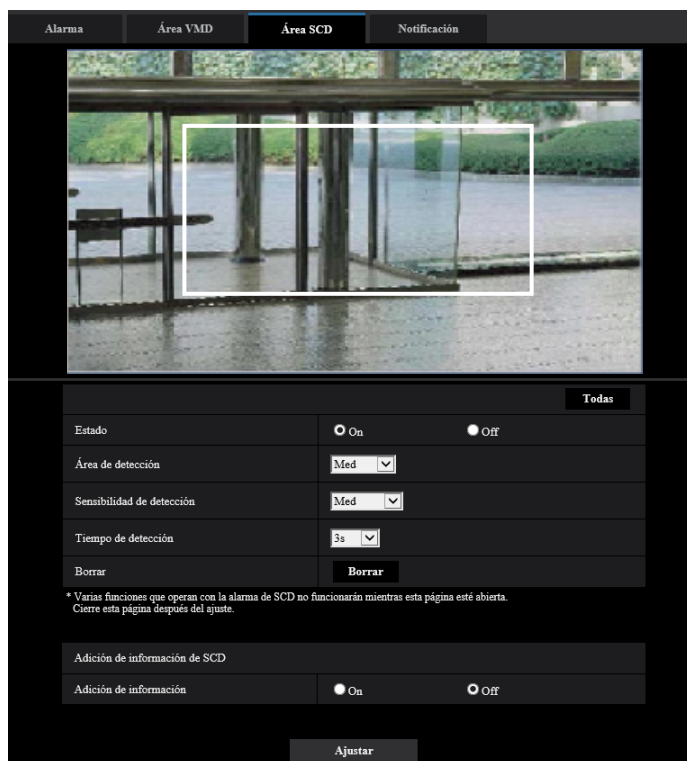 Alarma Área VMD Área SCD Notificación
Todas
Estado On Off
Área de detección Med
Sensibilidad de detección Med
Tiempo de detección 3s
Borrar Borrar
* Varias funciones que operan con la alarma de SCD no funcionarán mientras esta página esté abierta.
Cierre esta página después del ajuste.
Adición de información de SCD
Adición de información On Off
Ajustar